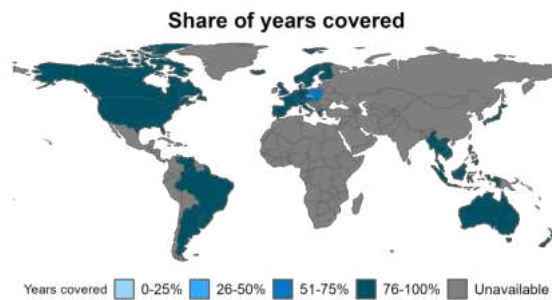 Share of years covered
Years covered 0-25% 26-50% 51-75% 76-100% Unavailable